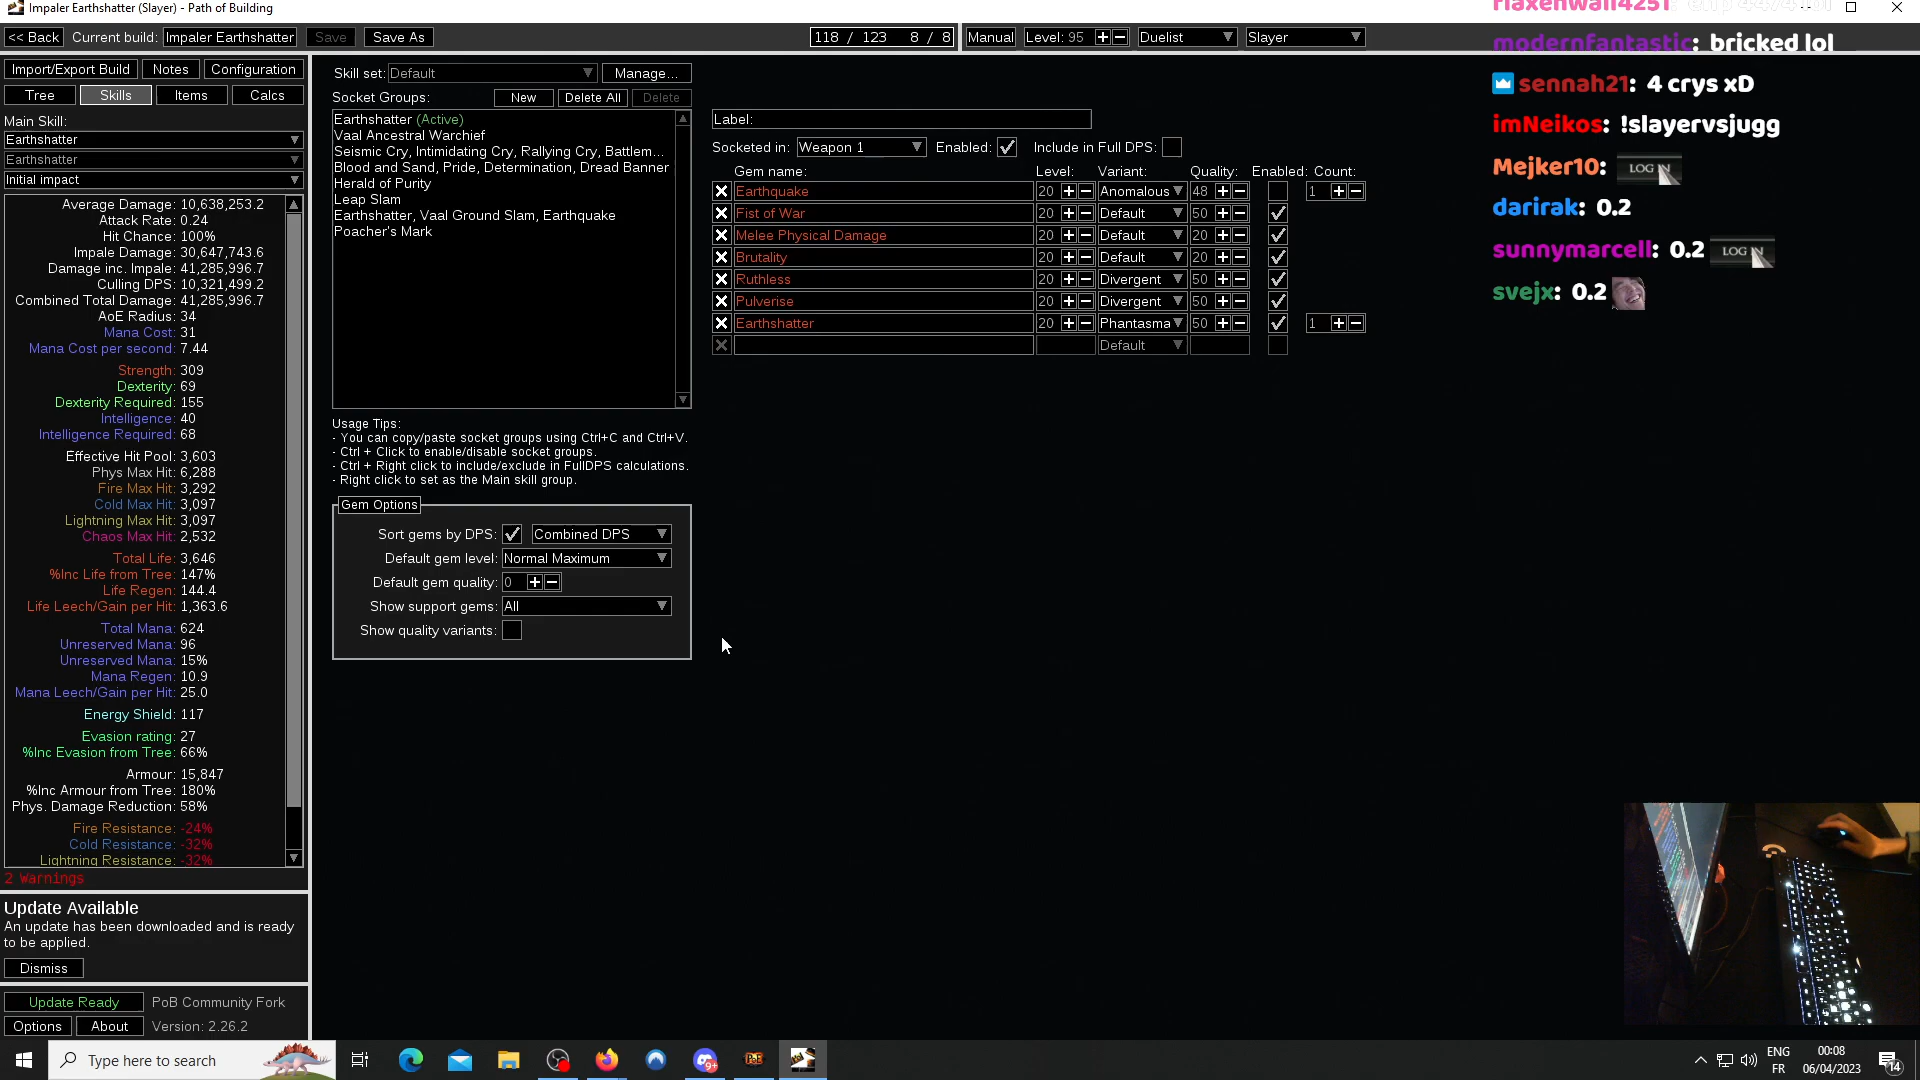 Impaler Earthshatter (Slayer) - Path of Building
<< Back Current build: Impaler Earthshatter Save Save As 118 / 123 8 / 8 Manual Level: 95 Duelist Slayer
Import/Export Build Notes Configuration
Tree Skills Items Calcs
Main Skill:
Earthshatter
Earthshatter
Initial impact
Average Damage: 10,638,253.2
Attack Rate: 0.24
Hit Chance: 100%
Impale Damage: 30,647,743.6
Damage inc. Impale: 41,285,996.7
Culling DPS: 10,321,499.2
Combined Total Damage: 41,285,996.7
AoE Radius: 34
Mana Cost: 31
Mana Cost per second: 7.44
Strength: 309
Dexterity: 69
Dexterity Required: 155
Intelligence: 40
Intelligence Required: 68
Effective Hit Pool: 3,603
Phys Max Hit: 6,288
Fire Max Hit: 3,292
Cold Max Hit: 3,097
Lightning Max Hit: 3,097
Chaos Max Hit: 2,532
Total Life: 3,646
%Inc Life from Tree: 147%
Life Regen: 144.4
Life Leech/Gain per Hit: 1,363.6
Total Mana: 624
Unreserved Mana: 96
Unreserved Mana: 15%
Mana Regen: 10.9
Mana Leech/Gain per Hit: 25.0
Energy Shield: 117
Evasion rating: 27
%Inc Evasion from Tree: 66%
Armour: 15,847
%Inc Armour from Tree: 180%
Phys. Damage Reduction: 58%
Fire Resistance: -24%
Cold Resistance: -32%
Lightning Resistance: -32%
2 Warnings
Update Available
An update has been downloaded and is ready
to be applied.
Dismiss
Update Ready PoB Community Fork
Options About Version: 2.26.2
Skill set: Default Manage...
Socket Groups: New Delete All Delete
Earthshatter (Active)
Vaal Ancestral Warchief
Seismic Cry, Intimidating Cry, Rallying Cry, Battlem...
Blood and Sand, Pride, Determination, Dread Banner
Herald of Purity
Leap Slam
Earthshatter, Vaal Ground Slam, Earthquake
Poacher's Mark
Usage Tips:
- You can copy/paste socket groups using Ctrl+C and Ctrl+V.
- Ctrl + Click to enable/disable socket groups.
- Ctrl + Right click to include/exclude in FullDPS calculations.
- Right click to set as the Main skill group.
Gem Options
Sort gems by DPS: Combined DPS
Default gem level: Normal Maximum
Default gem quality: 0
Show support gems: All
Show quality variants:
Label:
Socketed in: Weapon 1 Enabled: Include in Full DPS:
Gem name: Level: Variant: Quality: Enabled: Count:
Earthquake 20 Anomalous 48 1
Fist of War 20 Default 50
Melee Physical Damage 20 Default 20
Brutality 20 Default 20
Ruthless 20 Divergent 50
Pulverise 20 Divergent 50
Earthshatter 20 Phantasma 50 1
Default
modernfantastic: bricked lol
sennah21: 4 crys xD
imNeikos: !slayervsjugg
Mejker10: LOG IN
darirak: 0.2
sunnymarcell: 0.2 LOG IN
svejx: 0.2
Type here to search
9+
PoE
ENG
FR
00:08
06/04/2023
14